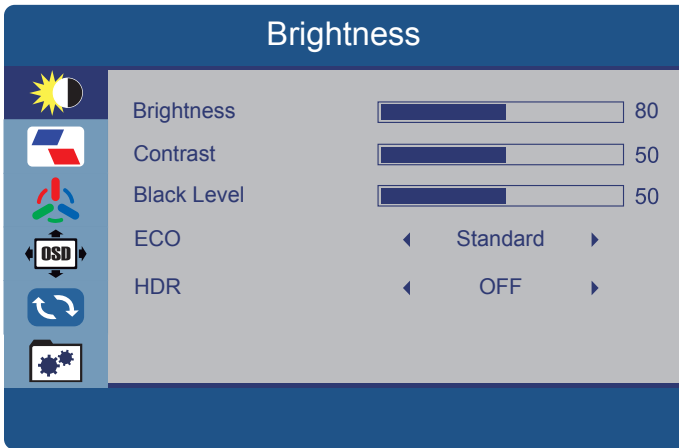 Brightness
Brightness 80
Contrast 50
Black Level 50
ECO Standard
HDR OFF
OSD